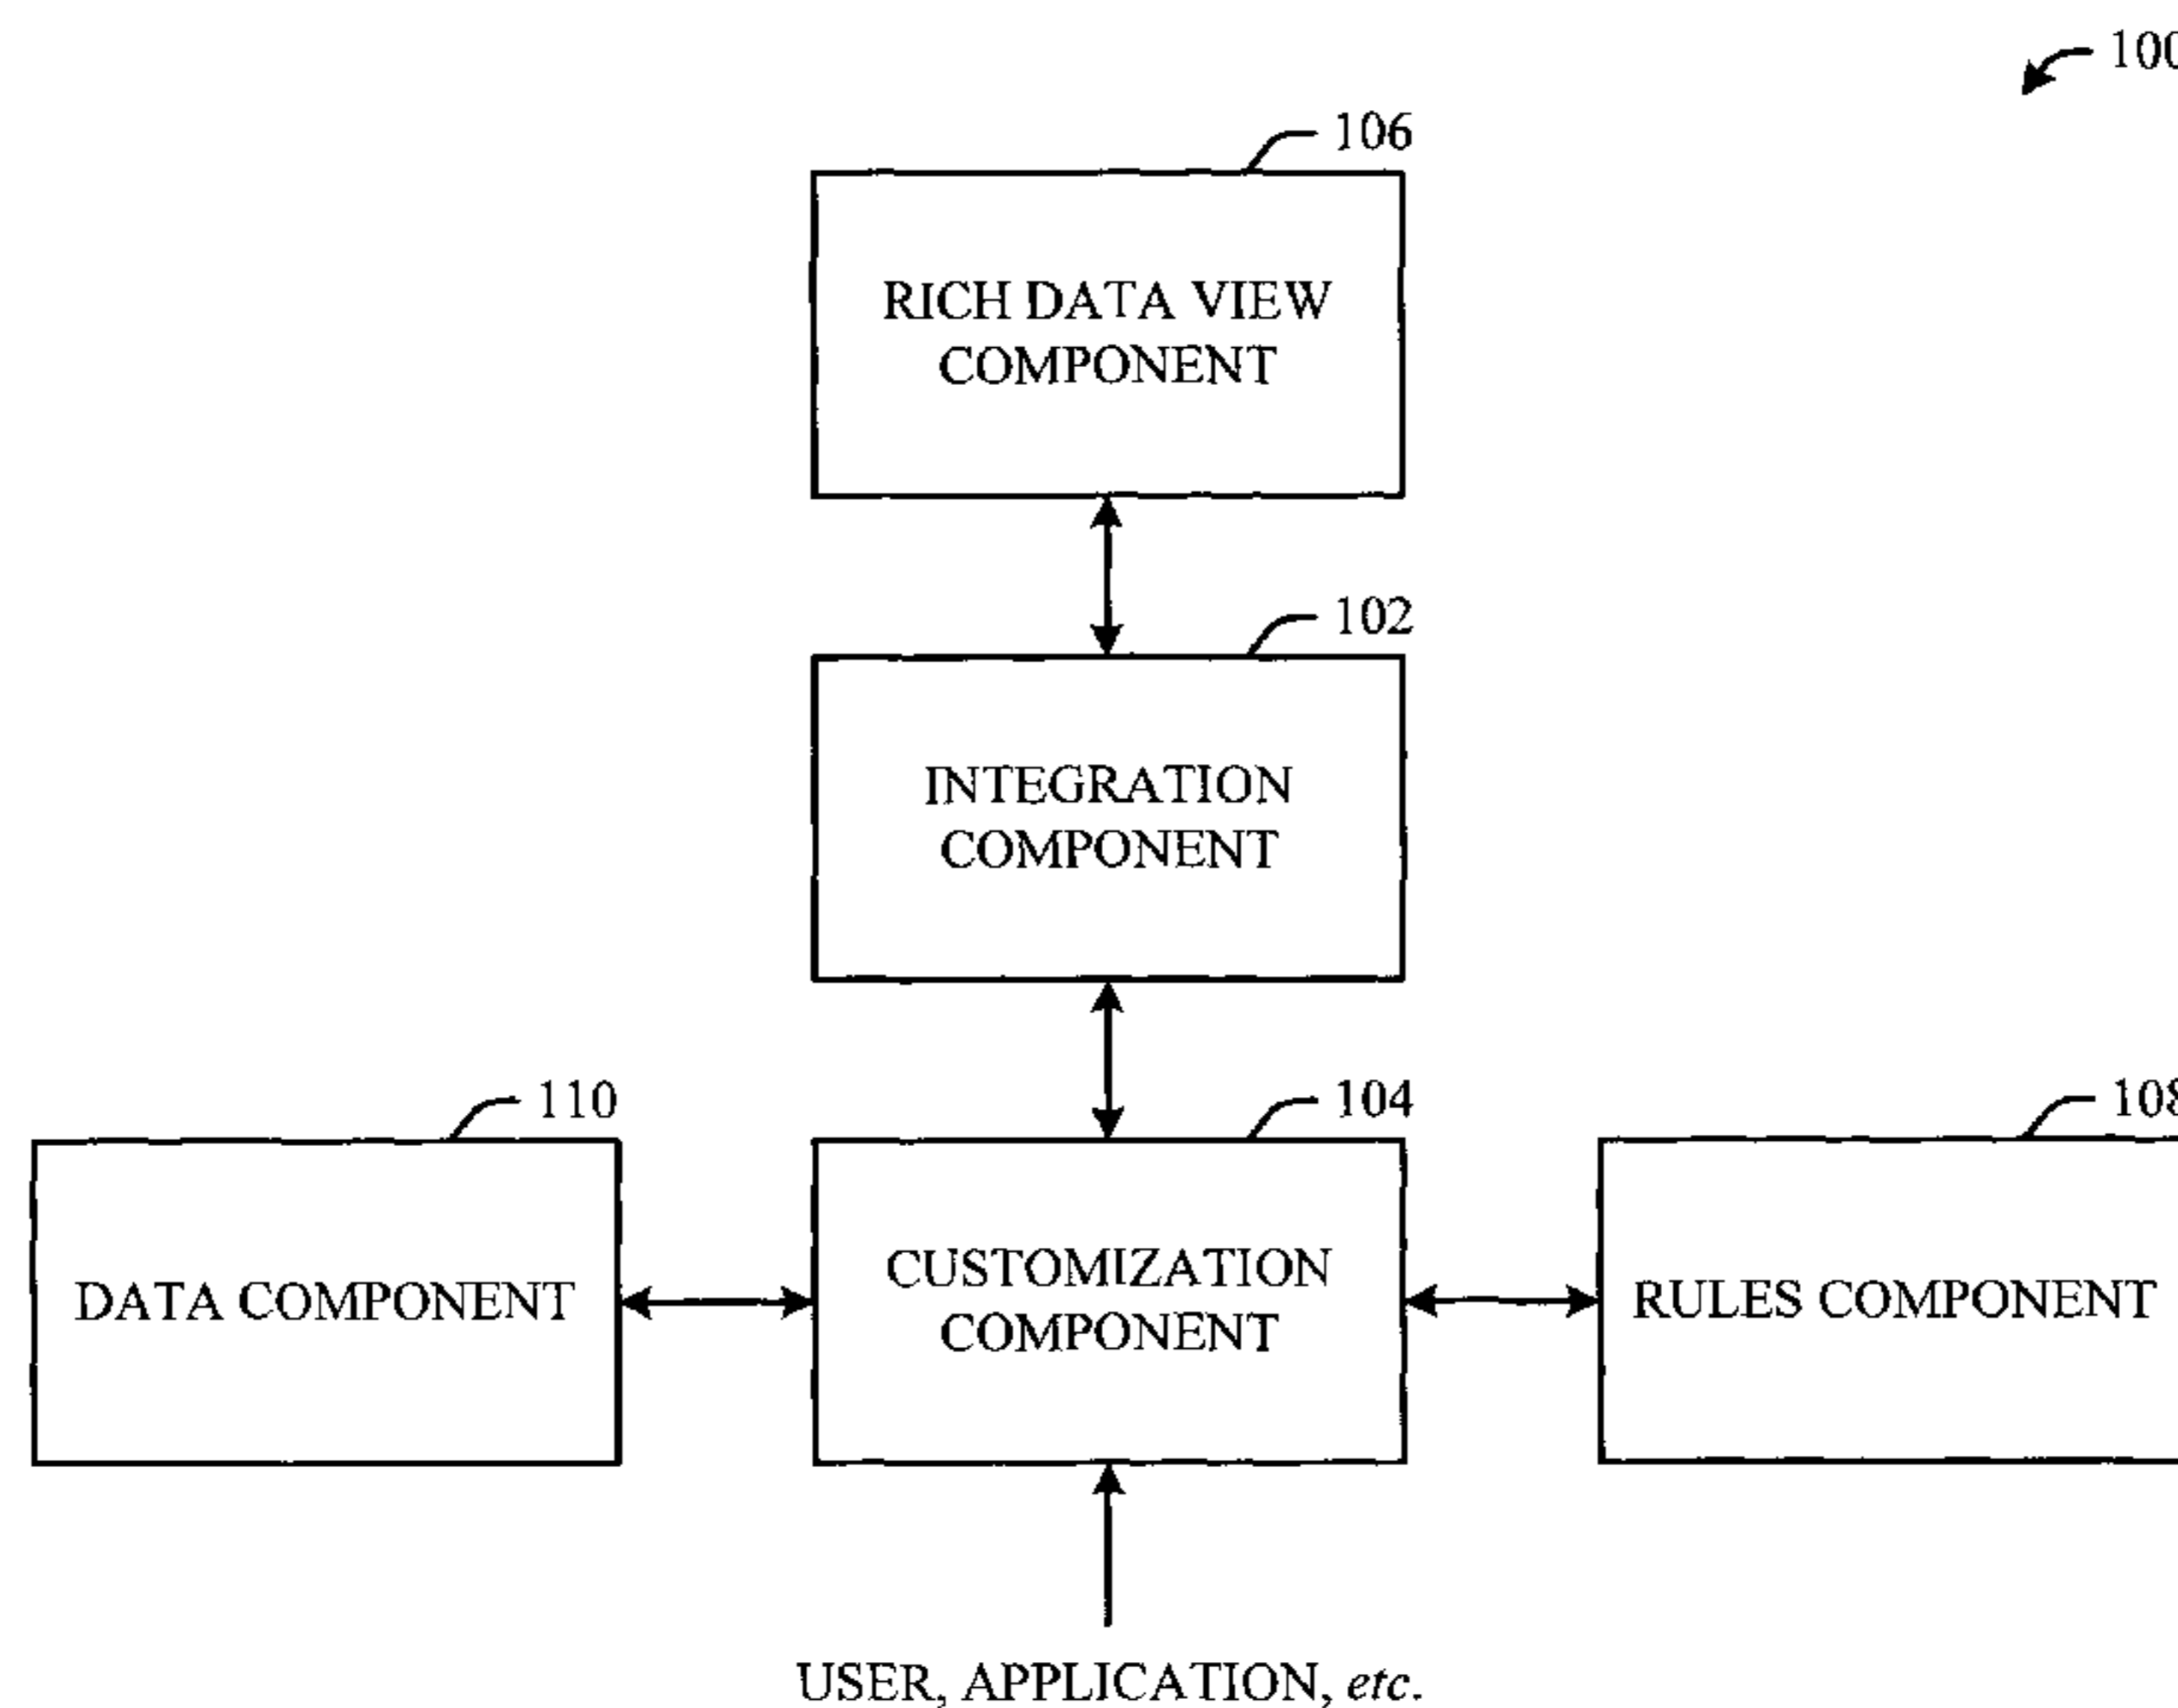 100
106
RICH DATA VIEW
COMPONENT
102
INTEGRATION
COMPONENT
110
104
108
DATA COMPONENT
CUSTOMIZATION
COMPONENT
RULES COMPONENT
USER, APPLICATION, etc.